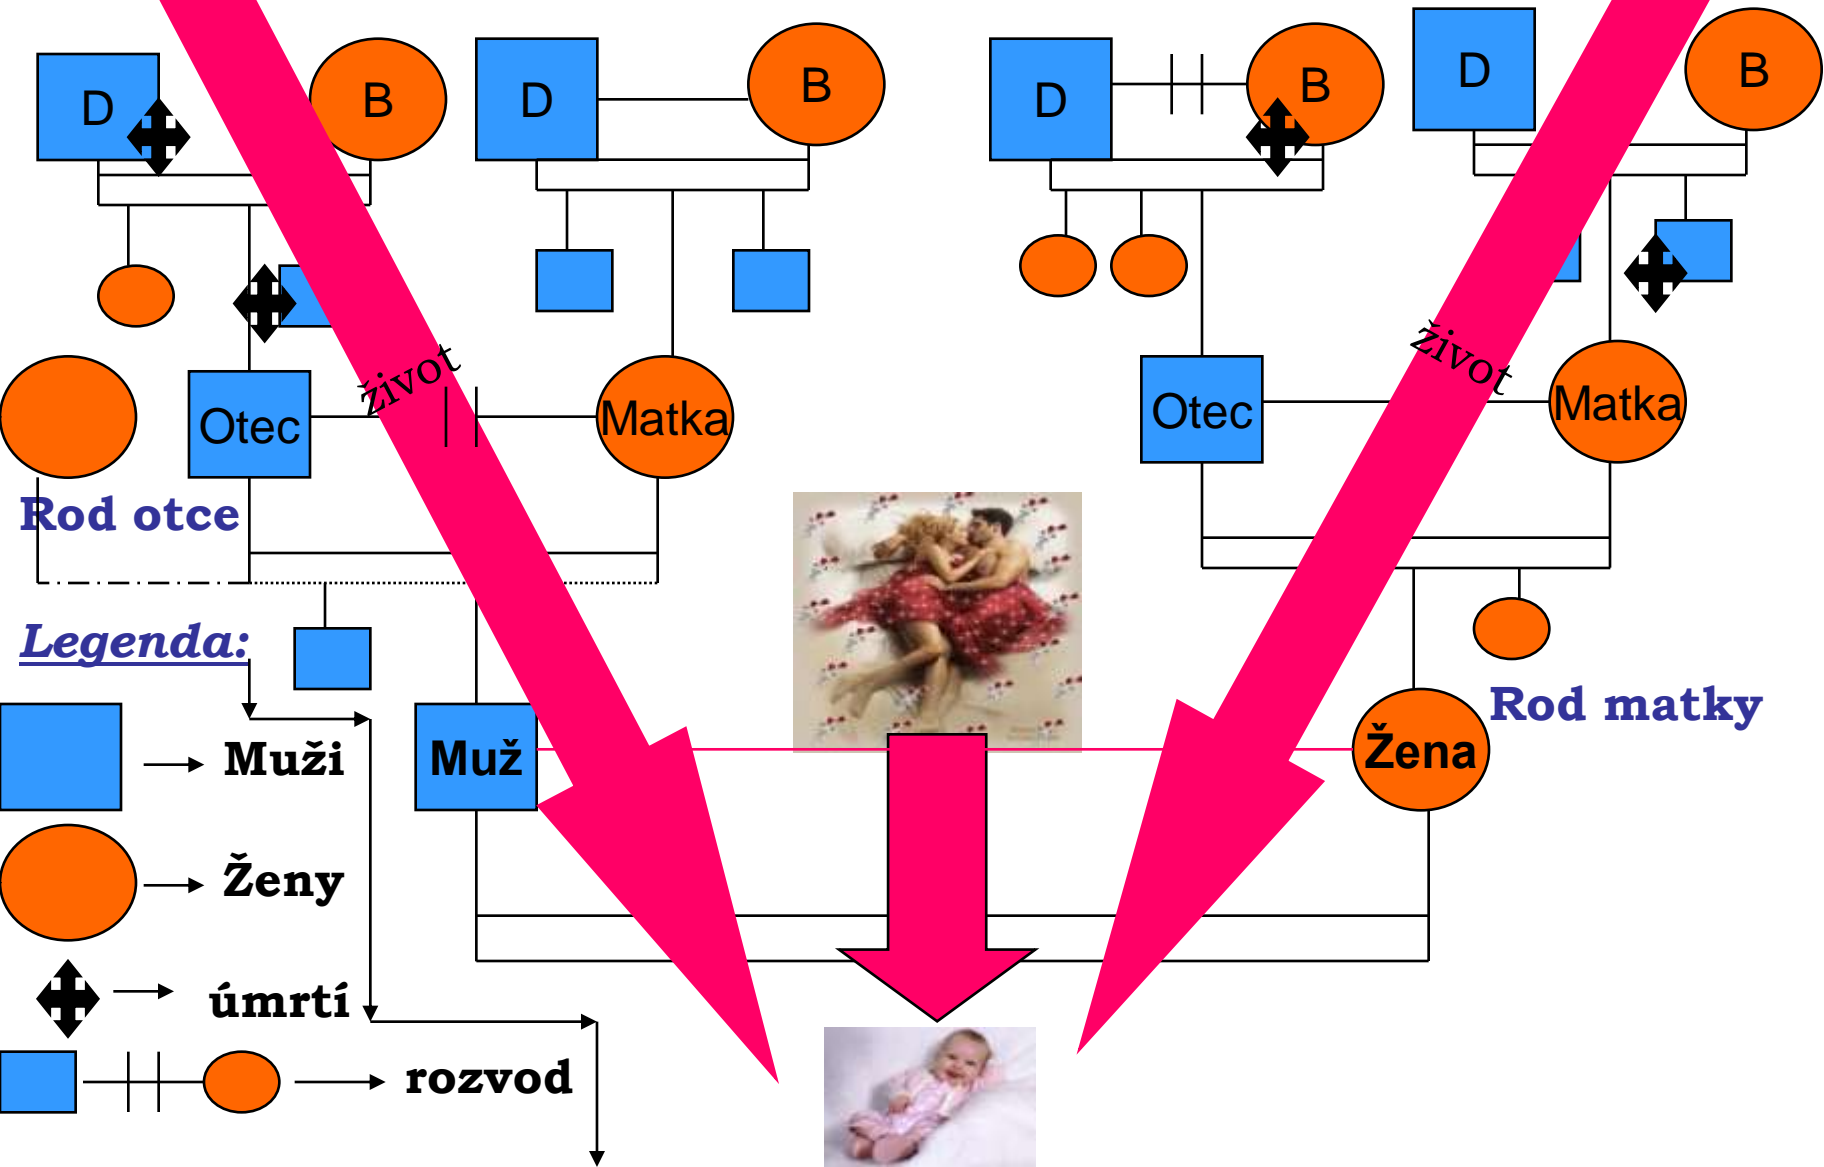 D
B
D
B
D
B
D
B
život
život
Otec
Matka
Otec
Matka
Rod otce
Legenda:
Rod matky
Muži
Muž
Žena
Ženy
úmrtí
rozvod